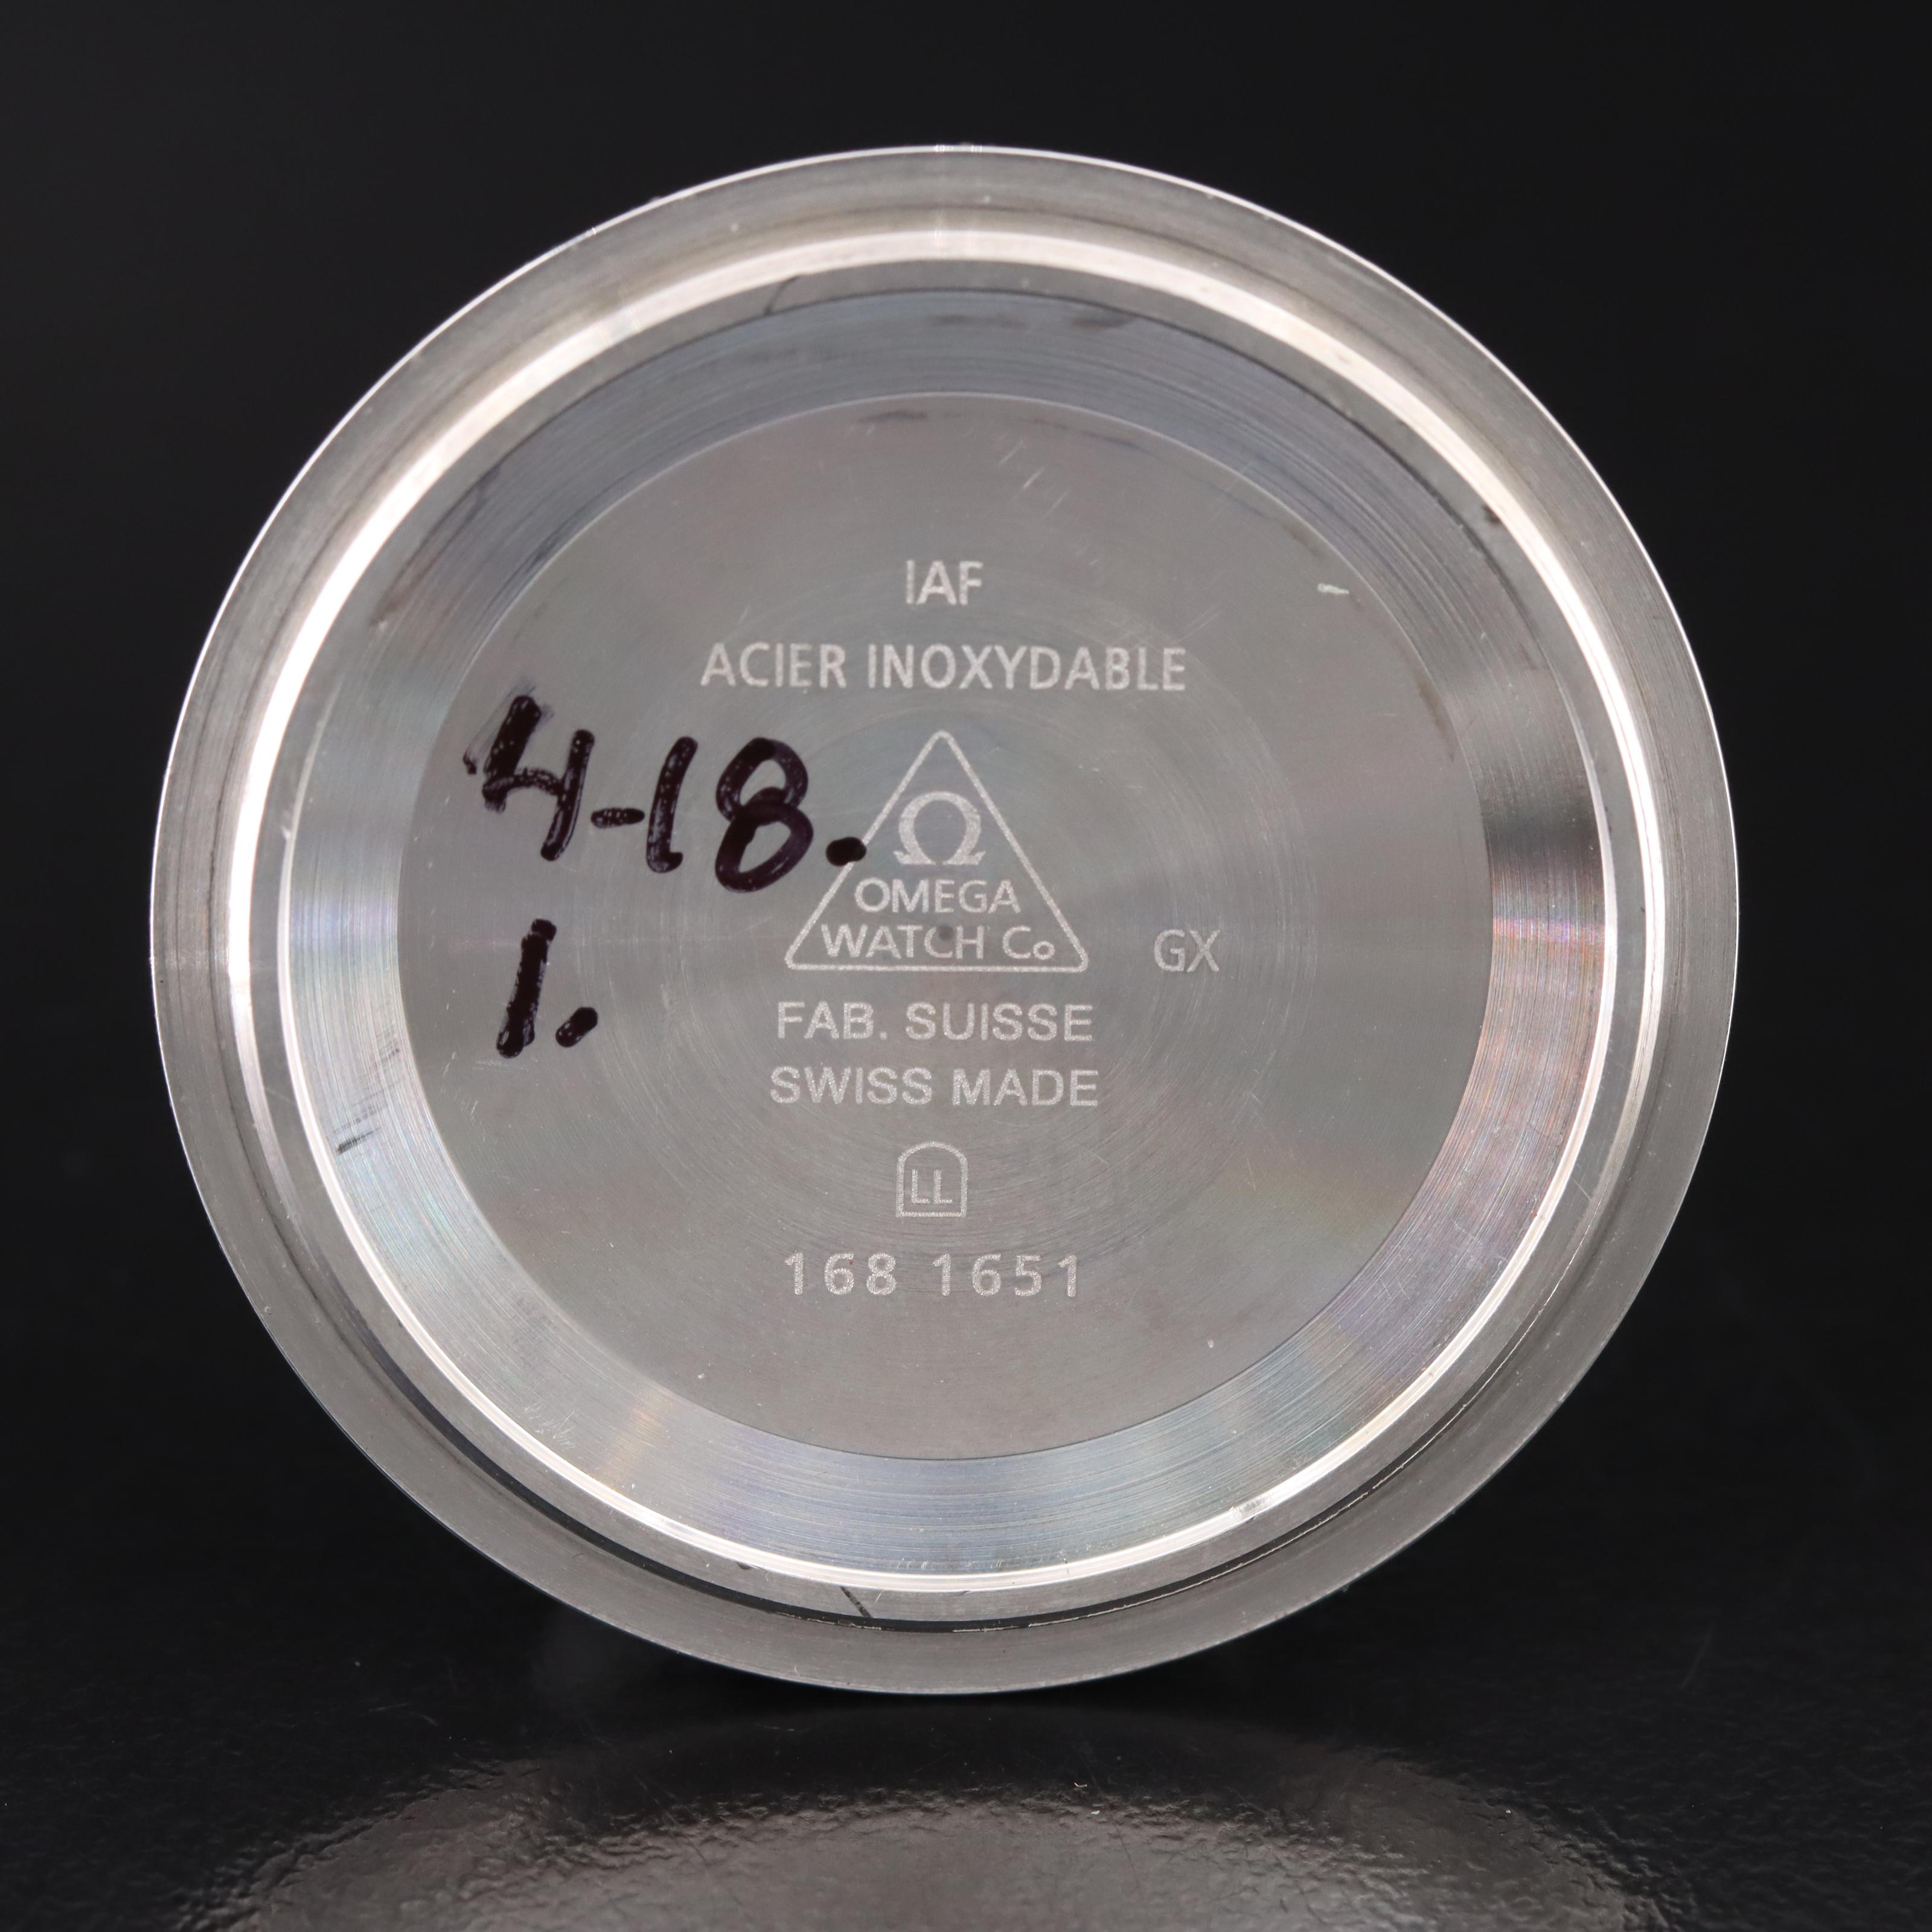 IAF
ACIER INOXYDABLE
4-18.
1.
Ω
OMEGA
WATCH Co
GX
FAB. SUISSE
SWISS MADE
LL
168 1651